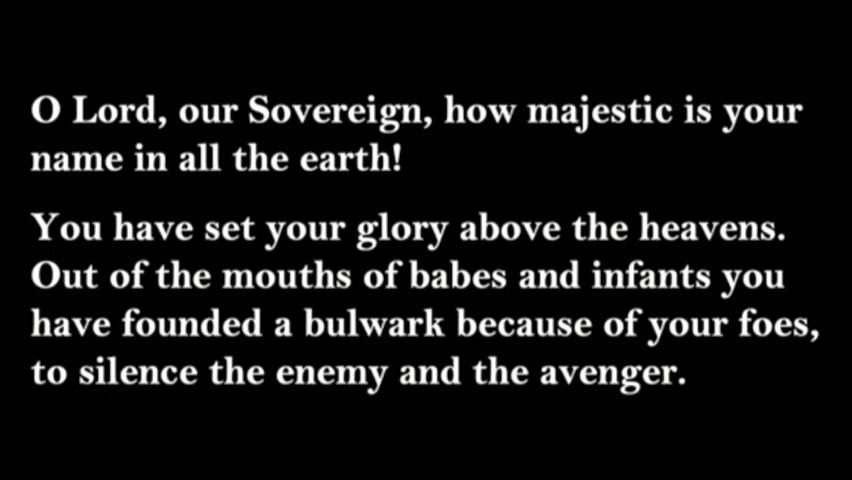 O Lord, our Sovereign, how majestic is your
name in all the earth!
You have set your glory above the heavens.
Out of the mouths of babes and infants you
have founded a bulwark because of your foes,
to silence the enemy and the avenger.